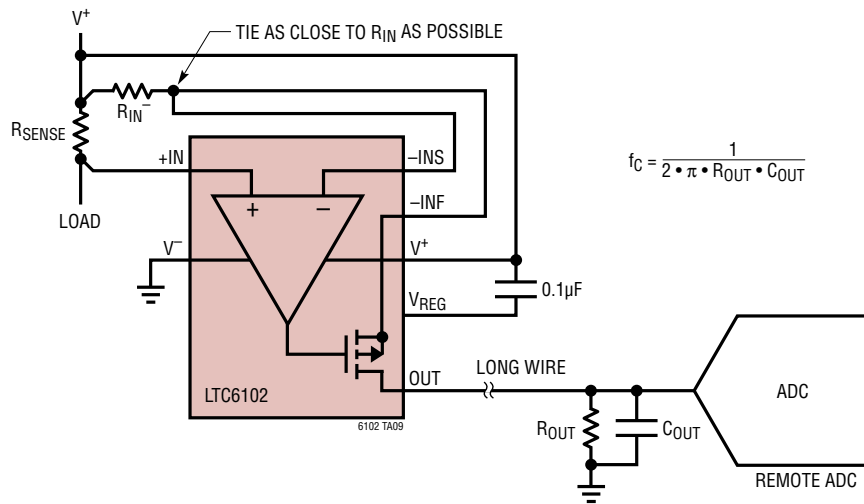 V+
TIE AS CLOSE TO RIN AS POSSIBLE
RIN–
RSENSE
+IN
–INS
fC = 1 / 2 • π • ROUT • COUT
LOAD
+ –
–INF
V–
V+
0.1µF
VREG
LTC6102
OUT
LONG WIRE
ADC
6102 TA09
ROUT
COUT
REMOTE ADC